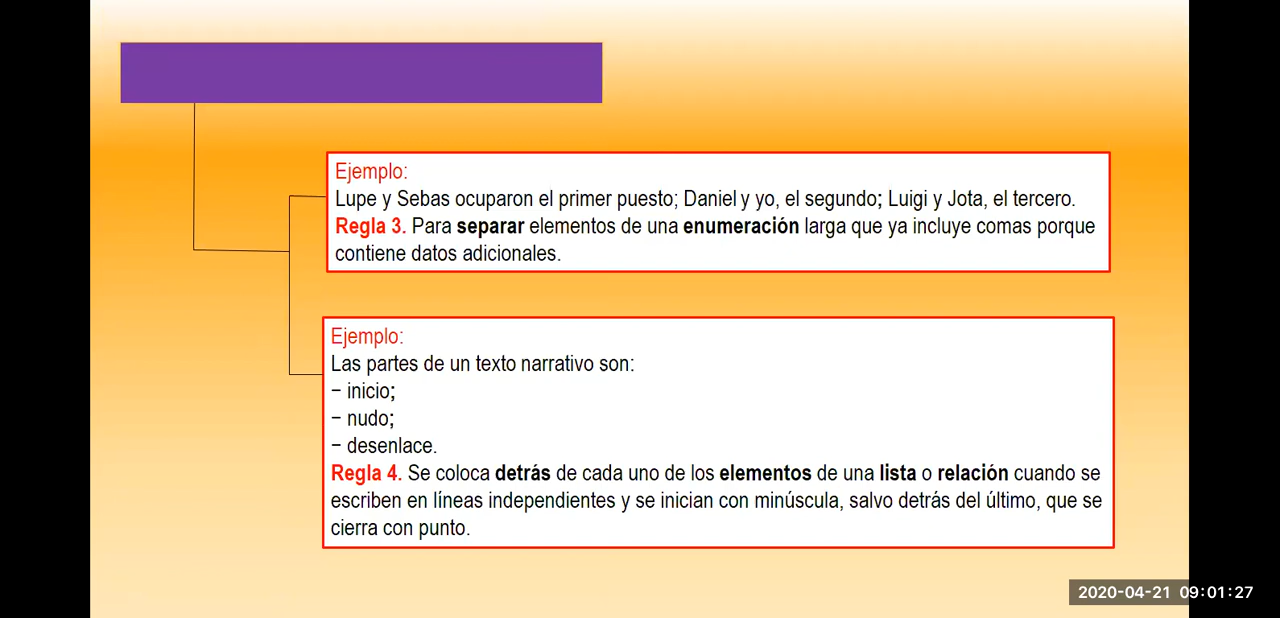 Ejemplo:
Lupe y Sebas ocuparon el primer puesto; Daniel y yo, el segundo; Luigi y Jota, el tercero.
Regla 3. Para separar elementos de una enumeración larga que ya incluye comas porque
contiene datos adicionales.
Ejemplo:
Las partes de un texto narrativo son:
− inicio;
− nudo;
− desenlace.
Regla 4. Se coloca detrás de cada uno de los elementos de una lista o relación cuando se
escriben en líneas independientes y se inician con minúscula, salvo detrás del último, que se
cierra con punto.
2020-04-21 09:01:27